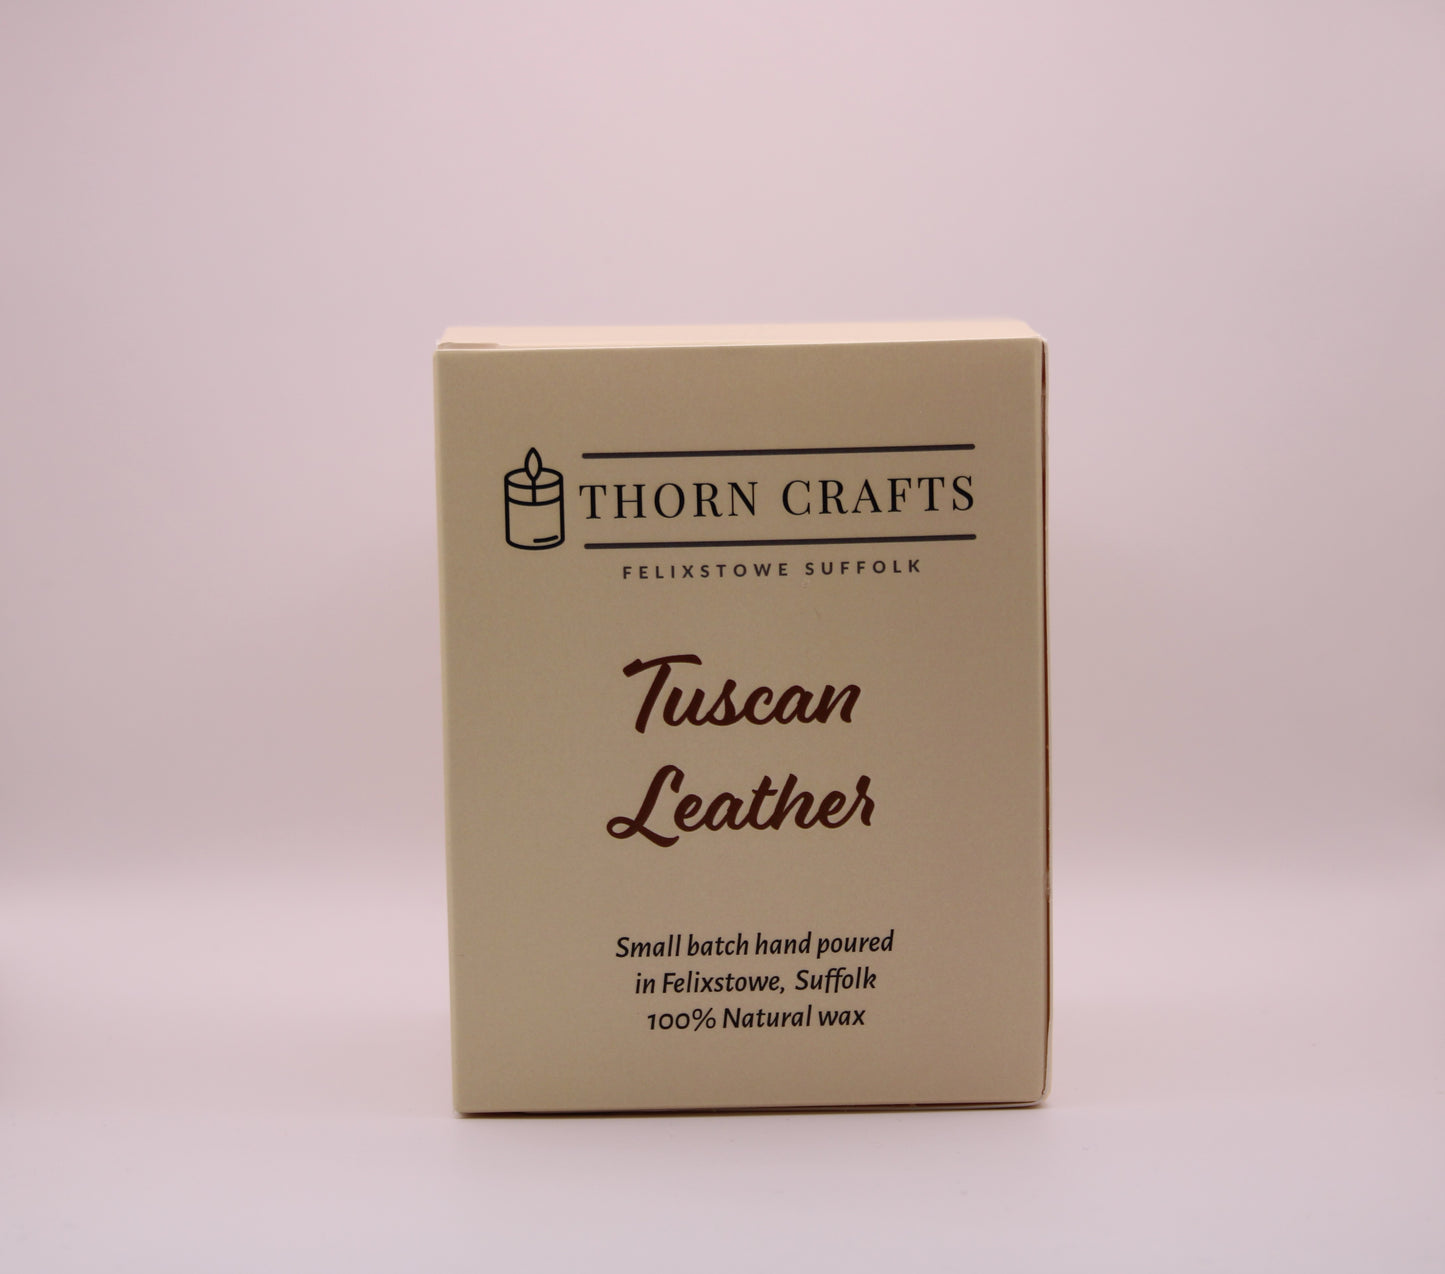 THORN CRAFTS
FELIXSTOWE SUFFOLK
Tuscan
Leather
Small batch hand poured
in Felixstowe, Suffolk
100% Natural wax